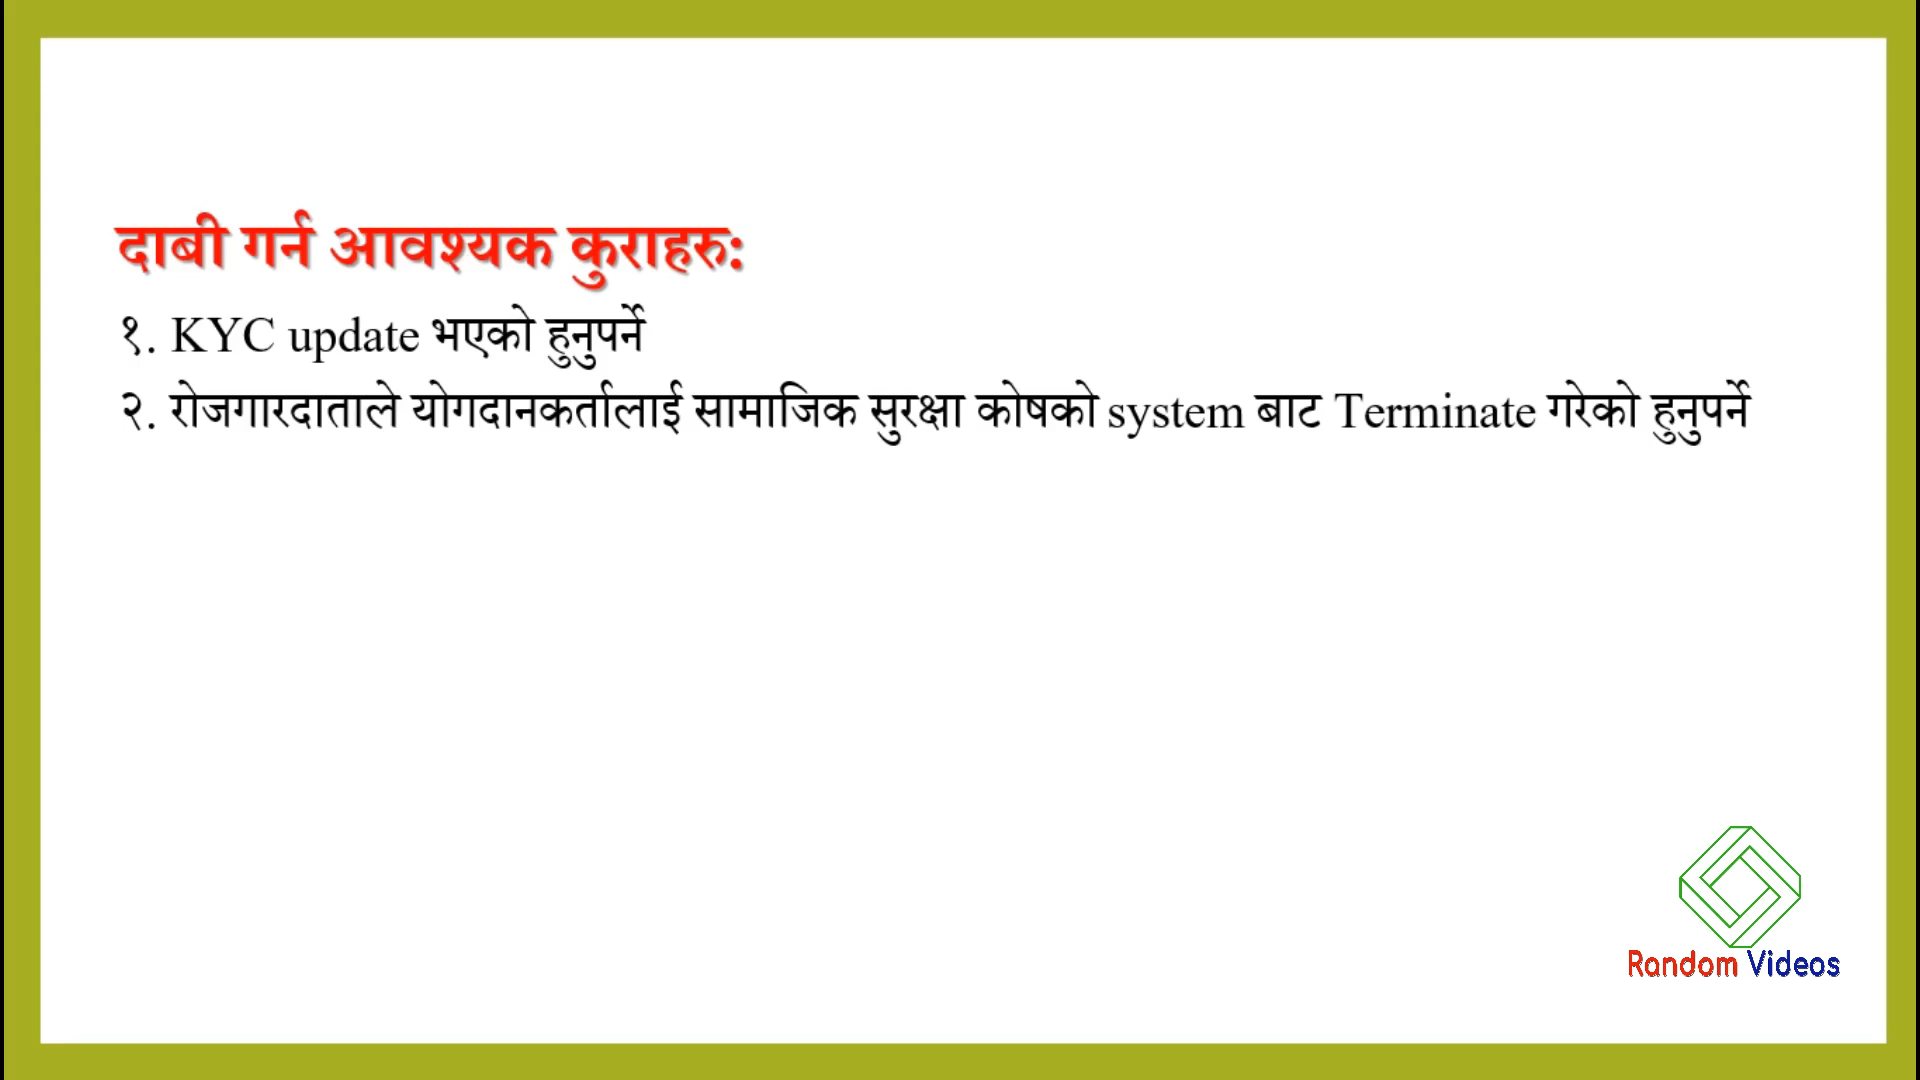 दाबी गर्न आवश्यक कुराहरु:
१. KYC update भएको हुनुपर्ने
२. रोजगारदाताले योगदानकर्तालाई सामाजिक सुरक्षा कोषको system बाट Terminate गरेको हुनुपर्ने
Random Videos